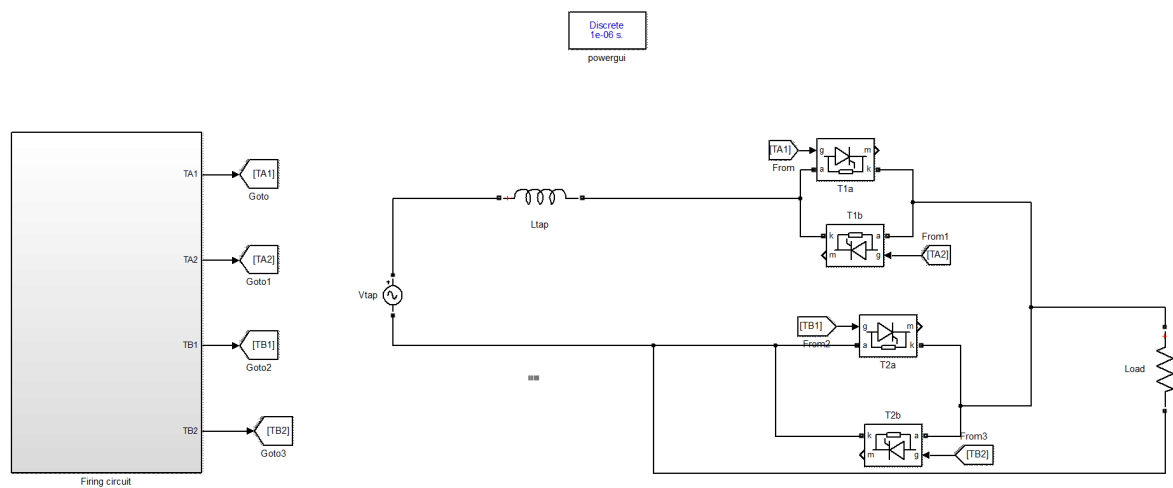 Discrete
1e-06 s.
powergui
TA1
[TA1]
Goto
TA2
[TA2]
Goto1
TB1
[TB1]
Goto2
TB2
[TB2]
Goto3
Firing circuit
Vtap
+
+
Ltap
[TA1]
From
g
m
a
k
T1a
T1b
k
a
m
g
From1
[TA2]
[TB1]
From2
g
m
a
k
T2a
T2b
k
a
m
g
From3
[TB2]
+
Load